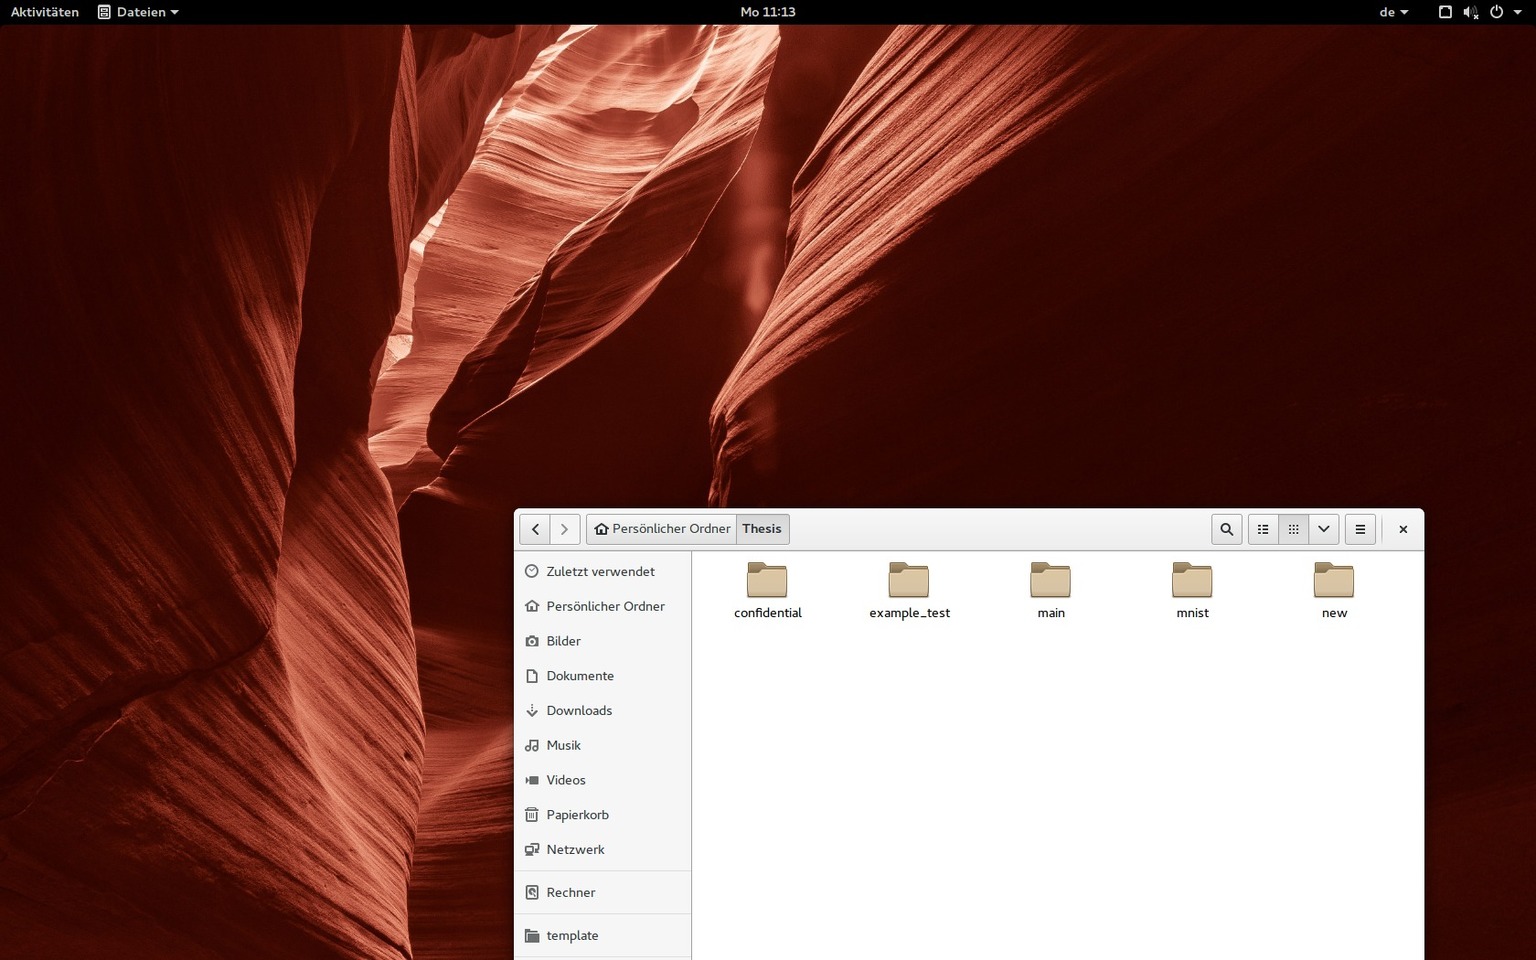 Aktivitäten Dateien Mo 11:13 de
Persönlicher Ordner Thesis
Zuletzt verwendet
Persönlicher Ordner
Bilder
Dokumente
Downloads
Musik
Videos
Papierkorb
Netzwerk
Rechner
template
confidential example_test main mnist new